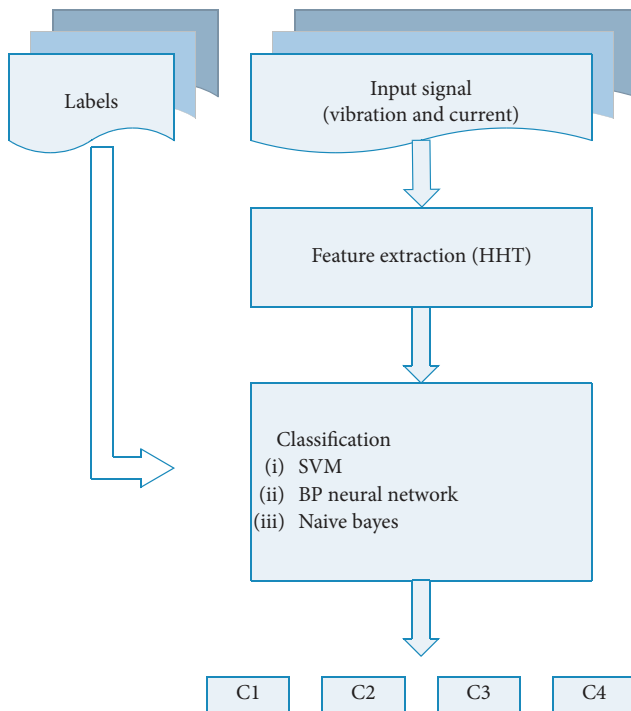 Labels
Input signal
(vibration and current)
Feature extraction (HHT)
Classification
(i) SVM
(ii) BP neural network
(iii) Naive bayes
C1
C2
C3
C4